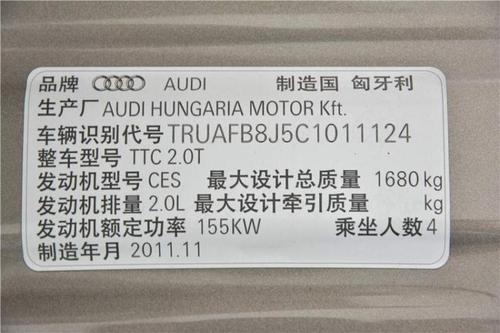 品牌 AUDI 制造国 匈牙利
生产厂 AUDI HUNGARIA MOTOR Kft.
车辆识别代号 TRUAFB8J5C1011124
整车型号 TTC 2.0T
发动机型号 CES 最大设计总质量 1680 kg
发动机排量 2.0L 最大设计牵引质量 kg
发动机额定功率 155KW 乘坐人数 4
制造年月 2011.11